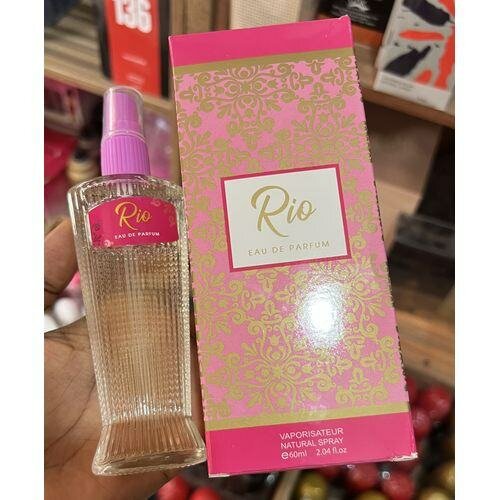 136
Rio
EAU DE PARFUM
Rio
EAU DE PARFUM
VAPORISATEUR
NATURAL SPRAY
℮60ml 2.04 fl.oz